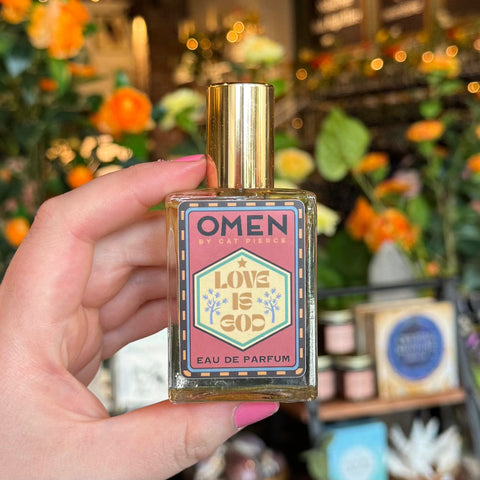 OMEN
BY CAT PIERCE
LOVE
IS
GOD
EAU DE PARFUM